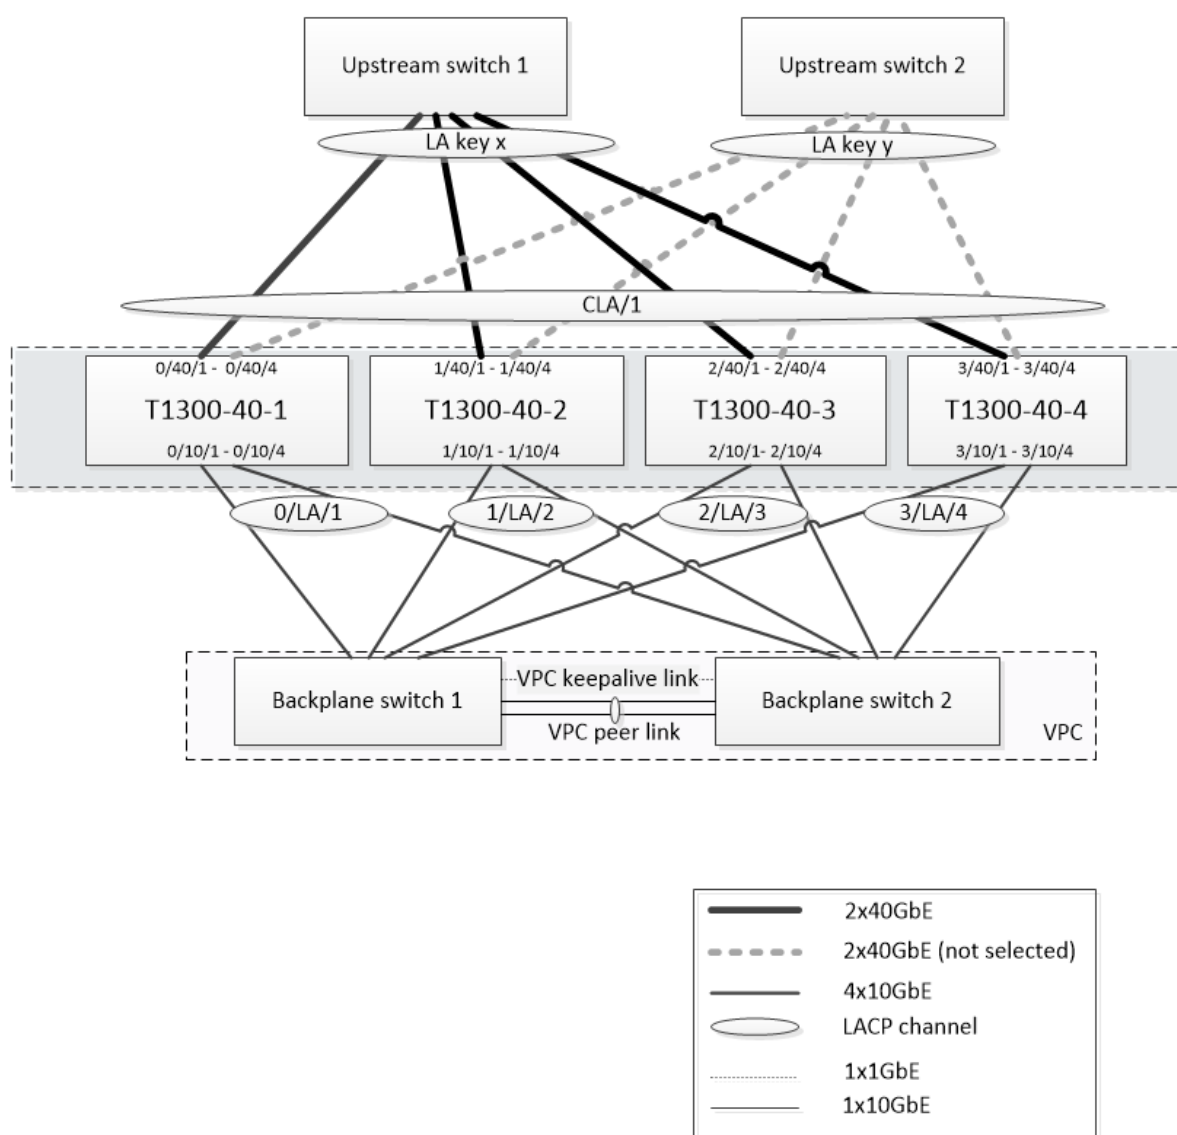 Upstream switch 1
Upstream switch 2
LA key x
LA key y
CLA/1
0/40/1 - 0/40/4
1/40/1 - 1/40/4
2/40/1 - 2/40/4
3/40/1 - 3/40/4
T1300-40-1
T1300-40-2
T1300-40-3
T1300-40-4
0/10/1 - 0/10/4
1/10/1 - 1/10/4
2/10/1- 2/10/4
3/10/1 - 3/10/4
0/LA/1
1/LA/2
2/LA/3
3/LA/4
Backplane switch 1
VPC keepalive link
Backplane switch 2
VPC peer link
VPC
2x40GbE
2x40GbE (not selected)
4x10GbE
LACP channel
1x1GbE
1x10GbE